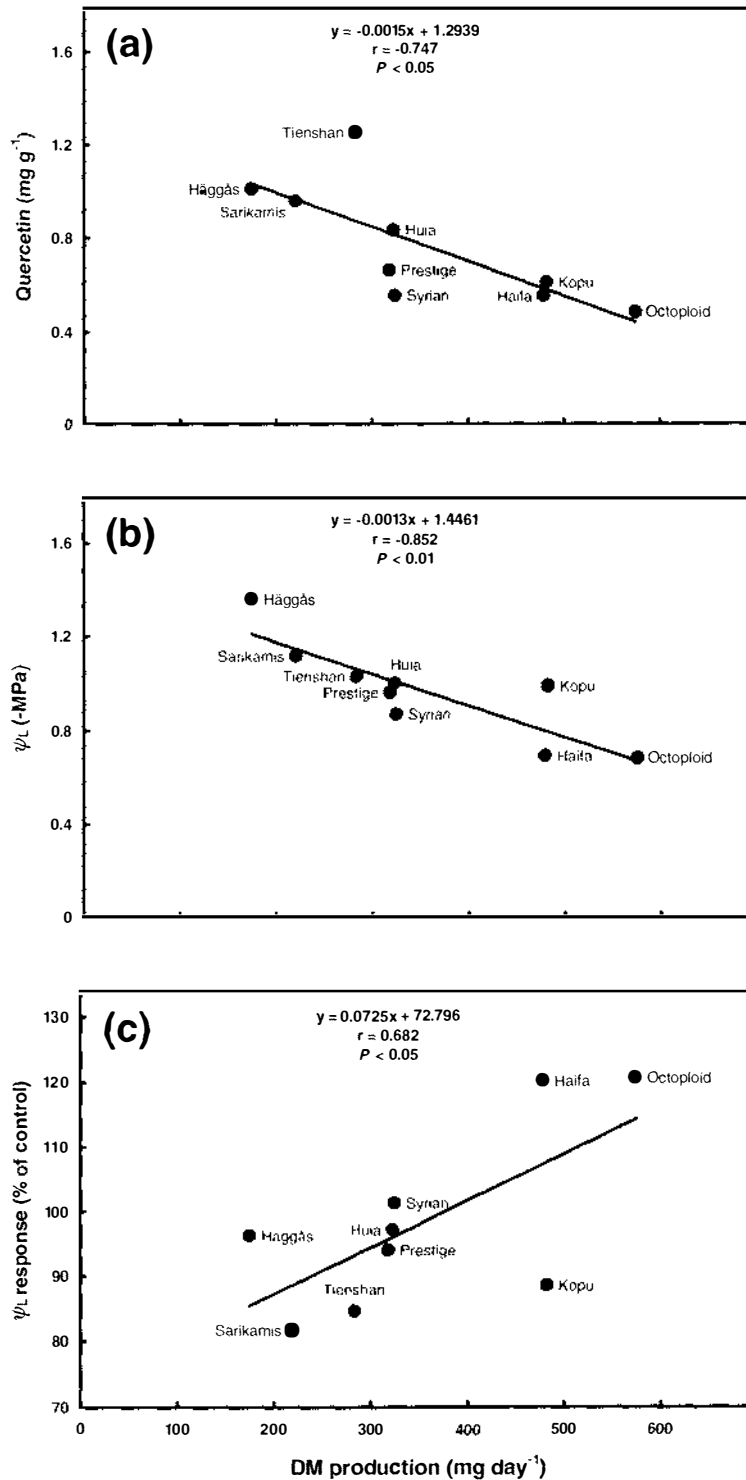 (a)
y = -0.0015x + 1.2939
r = -0.747
P < 0.05
1.6
1.2
0.8
0.4
0
Quercetin (mg g⁻¹)
Tienshan
Häggås
Sarikamis
Huia
Prestige
Syrian
Haifa
Kopu
Octoploid
(b)
y = -0.0013x + 1.4461
r = -0.852
P < 0.01
1.6
1.2
0.8
0.4
0
ψL (-MPa)
Häggås
Sarikamis
Tienshan
Huia
Prestige
Syrian
Kopu
Haifa
Octoploid
(c)
y = 0.0725x + 72.796
r = 0.682
P < 0.05
130
120
110
100
90
80
70
ψL response (% of control)
Haifa
Octoploid
Syrian
Häggås
Huia
Prestige
Tienshan
Kopu
Sarikamis
0 100 200 300 400 500 600
DM production (mg day⁻¹)